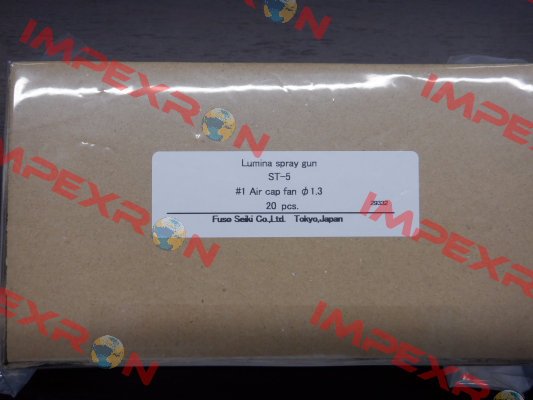 Lumina spray gun
ST-5
#1 Air cap fan φ1.3
20 pcs.
Fuso Seiki Co.,Ltd. Tokyo,Japan
IMPEXRON
IMPEXRON
IMPEXRON
IMPEXRON
IMPEXRON
IMPEXRON